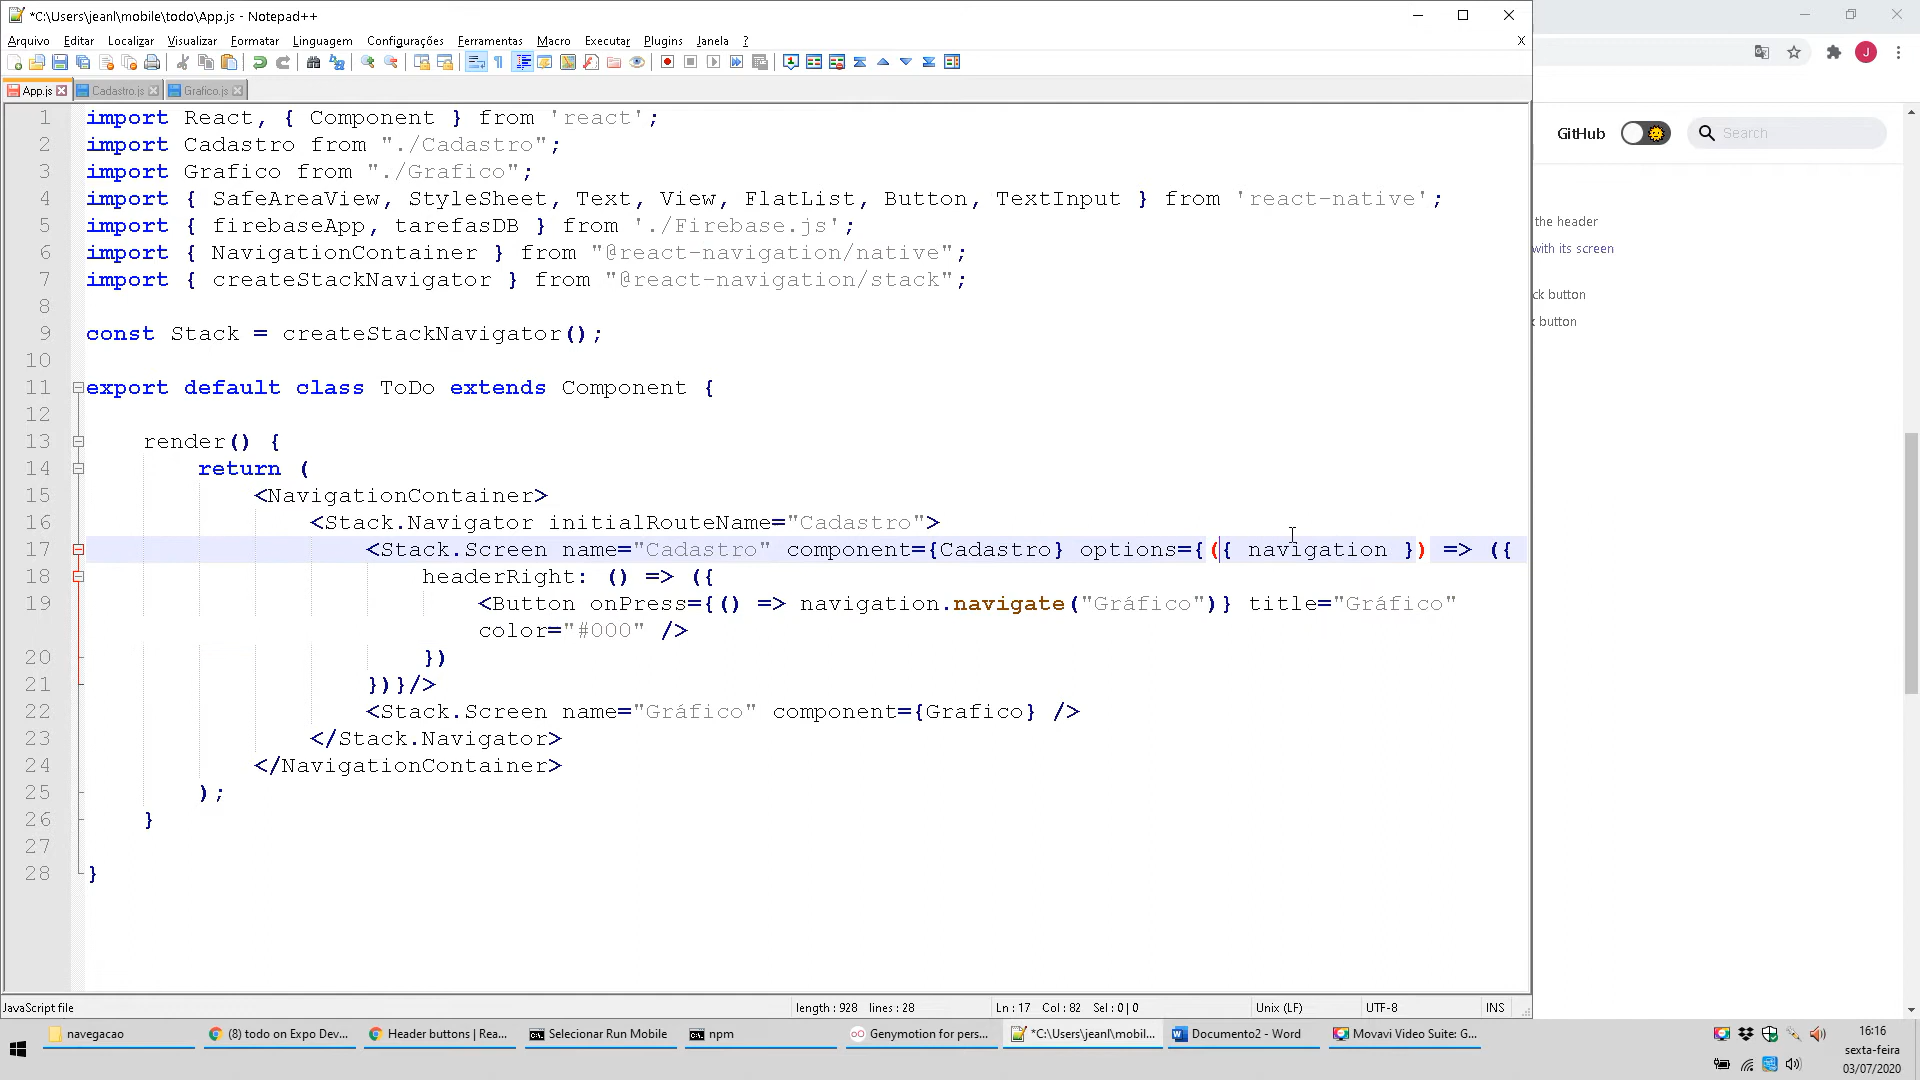 *C:\Users\jeanl\mobile\todo\App.js - Notepad++
Arquivo Editar Localizar Visualizar Formatar Linguagem Configurações Ferramentas Macro Executar Plugins Janela ? X
App.js Cadastro.js Grafico.js
1 import React, { Component } from 'react';
2 import Cadastro from "./Cadastro";
3 import Grafico from "./Grafico";
4 import { SafeAreaView, StyleSheet, Text, View, FlatList, Button, TextInput } from 'react-native';
5 import { firebaseApp, tarefasDB } from './Firebase.js';
6 import { NavigationContainer } from "@react-navigation/native";
7 import { createStackNavigator } from "@react-navigation/stack";
8
9 const Stack = createStackNavigator();
10
11 export default class ToDo extends Component {
12
13 render() {
14 return (
15 <NavigationContainer>
16 <Stack.Navigator initialRouteName="Cadastro">
17 <Stack.Screen name="Cadastro" component={Cadastro} options={({ navigation }) => ({
18 headerRight: () => ({
19 <Button onPress={() => navigation.navigate("Gráfico")} title="Gráfico"
color="#000" />
20 })
21 })}/>
22 <Stack.Screen name="Gráfico" component={Grafico} />
23 </Stack.Navigator>
24 </NavigationContainer>
25 );
26 }
27
28 }
J
GitHub Search
the header
with its screen
ck button
k button
JavaScript file length : 928 lines : 28 Ln : 17 Col : 82 Sel : 0 | 0 Unix (LF) UTF-8 INS
navegacao (8) todo on Expo Dev... Header buttons | Rea... Selecionar Run Mobile npm Genymotion for pers... *C:\Users\jeanl\mobil... Documento2 - Word Movavi Video Suite: G...
16:16
sexta-feira
03/07/2020